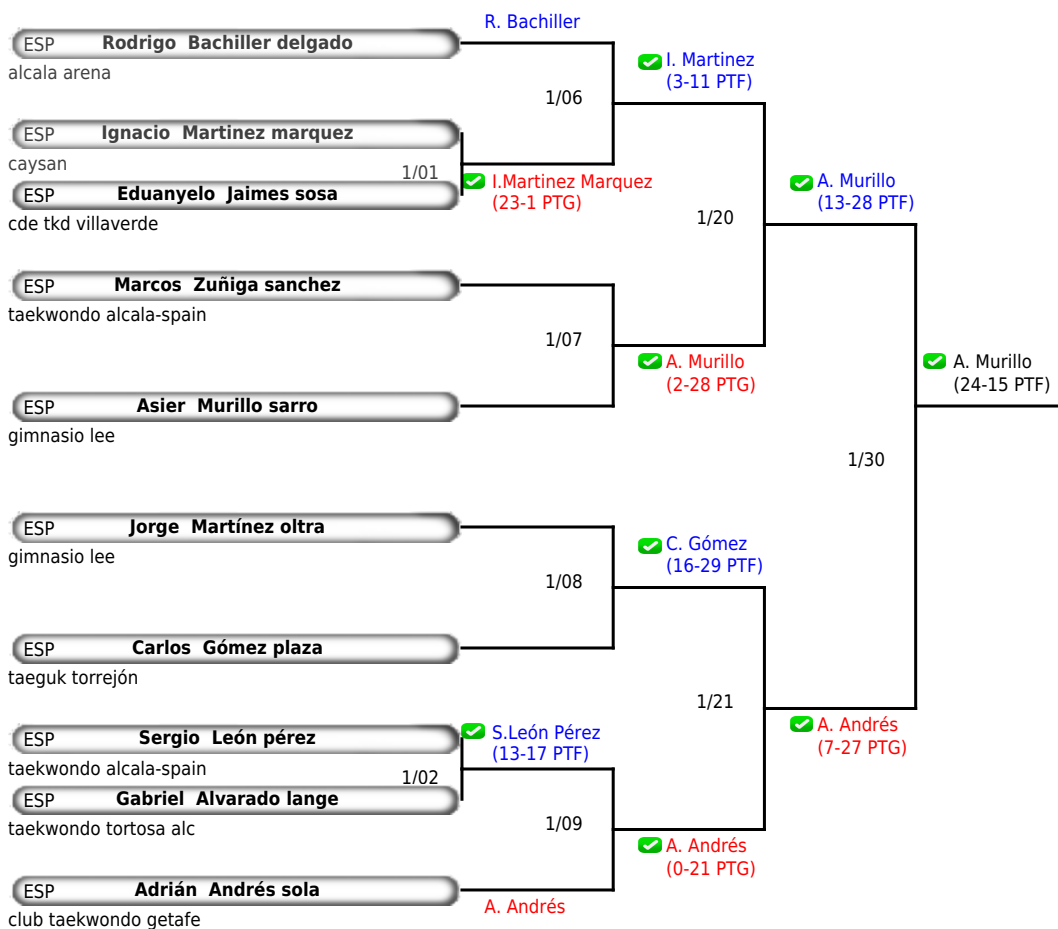 R. Bachiller
ESP Rodrigo Bachiller delgado
alcala arena
I. Martinez
(3-11 PTF)
1/06
ESP Ignacio Martinez marquez
caysan
1/01
I.Martinez Marquez
(23-1 PTG)
ESP Eduanyelo Jaimes sosa
cde tkd villaverde
A. Murillo
(13-28 PTF)
1/20
ESP Marcos Zuñiga sanchez
taekwondo alcala-spain
1/07
A. Murillo
(2-28 PTG)
A. Murillo
(24-15 PTF)
ESP Asier Murillo sarro
gimnasio lee
1/30
ESP Jorge Martínez oltra
gimnasio lee
C. Gómez
(16-29 PTF)
1/08
ESP Carlos Gómez plaza
taeguk torrejón
1/21
S.León Pérez
(13-17 PTF)
A. Andrés
(7-27 PTG)
ESP Sergio León pérez
taekwondo alcala-spain
1/02
ESP Gabriel Alvarado lange
taekwondo tortosa alc
1/09
A. Andrés
(0-21 PTG)
ESP Adrián Andrés sola
A. Andrés
club taekwondo getafe